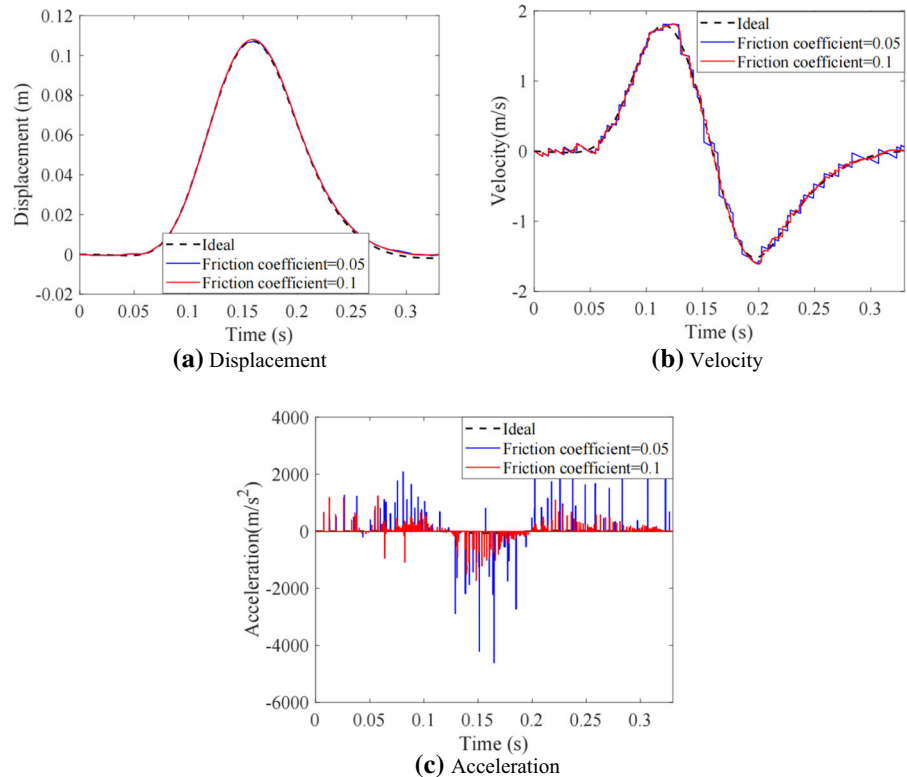 0.12
0.1
0.08
0.06
0.04
0.02
0
-0.02
Displacement (m)
Ideal
Friction coefficient=0.05
Friction coefficient=0.1
0 0.05 0.1 0.15 0.2 0.25 0.3
Time (s)
(a) Displacement
2
1
0
-1
-2
Velocity(m/s)
Ideal
Friction coefficient=0.05
Friction coefficient=0.1
0 0.05 0.1 0.15 0.2 0.25 0.3
Time (s)
(b) Velocity
4000
2000
0
-2000
-4000
-6000
Acceleration(m/s²)
Ideal
Friction coefficient=0.05
Friction coefficient=0.1
0 0.05 0.1 0.15 0.2 0.25 0.3
Time (s)
(c) Acceleration